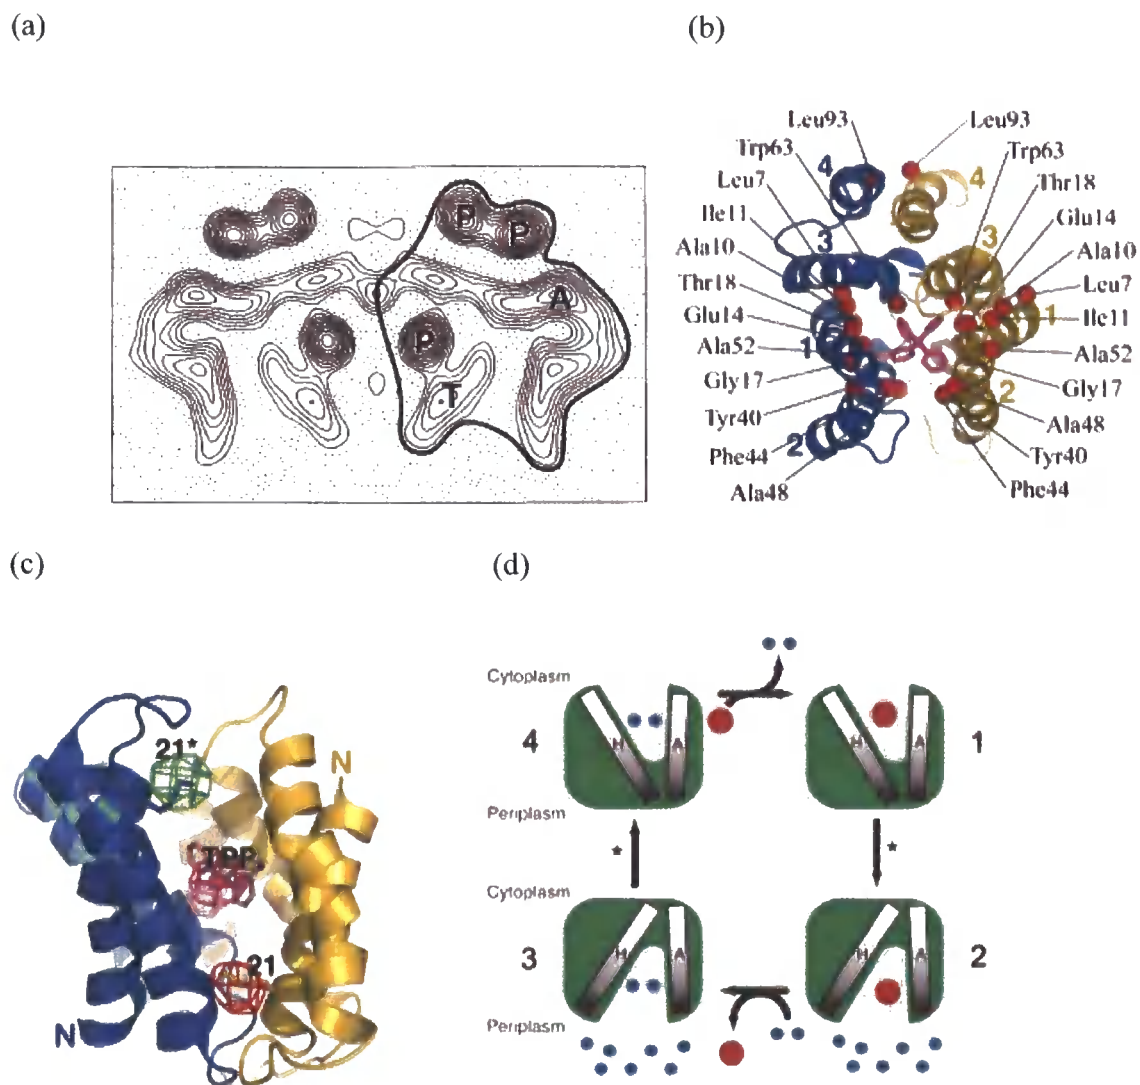 (a)
P
P
A
P
T
(b)
Leu93
Leu93
Trp63
Trp63
Leu7
Thr18
Ile11
Glu14
Ala10
Ala10
Thr18
Leu7
Glu14
Ile11
Ala52
Ala52
Gly17
Gly17
Tyr40
Ala48
Phe44
Tyr40
Ala48
Phe44
4
4
3
3
1
1
2
2
(c)
21*
N
TPP
21
N
(d)
Cytoplasm
4
H
A
1
H
A
Periplasm
*
*
Cytoplasm
3
H
A
2
H
A
Periplasm